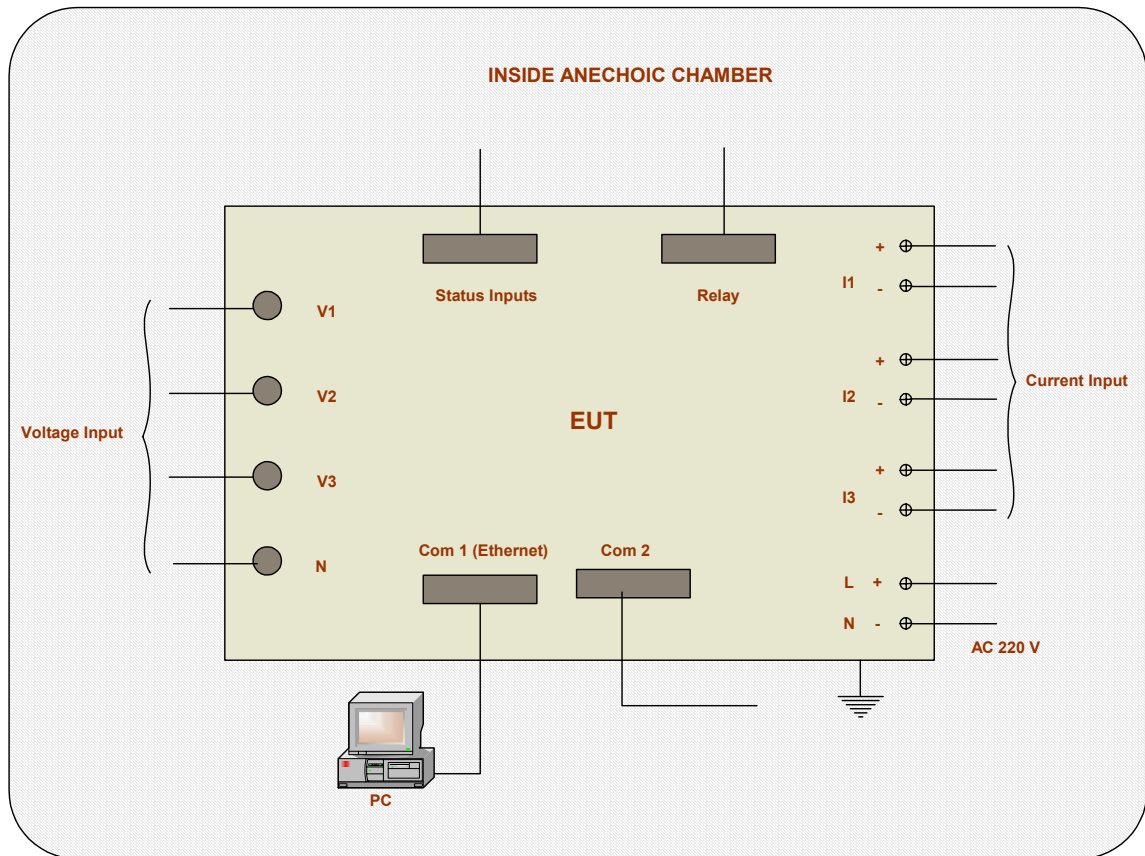 INSIDE ANECHOIC CHAMBER
Status Inputs
Relay
+
I1
-
V1
V2
V3
N
Voltage Input
EUT
+
I2
-
Current Input
+
I3
-
Com 1 (Ethernet)
Com 2
L +
N -
AC 220 V
PC